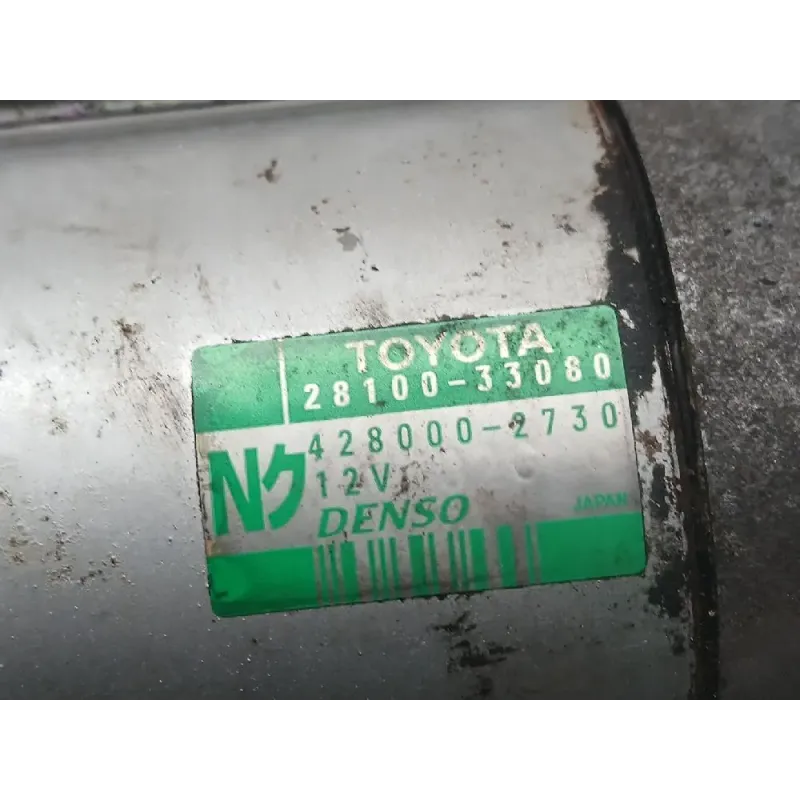 TOYOTA
28100-33080
428000-2730
Nク
12V
DENSO
JAPAN